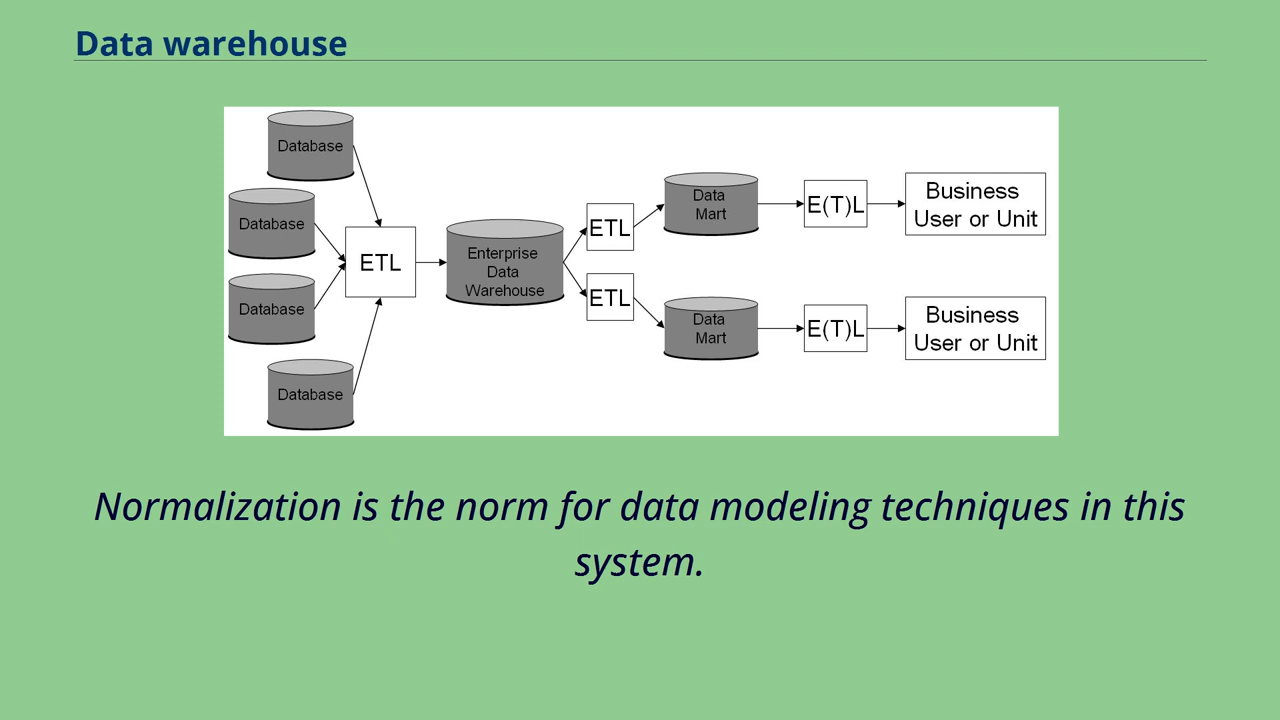 Data warehouse
Database
Database
Database
Database
ETL
Enterprise
Data
Warehouse
ETL
ETL
Data
Mart
Data
Mart
E(T)L
E(T)L
Business
User or Unit
Business
User or Unit
Normalization is the norm for data modeling techniques in this
system.